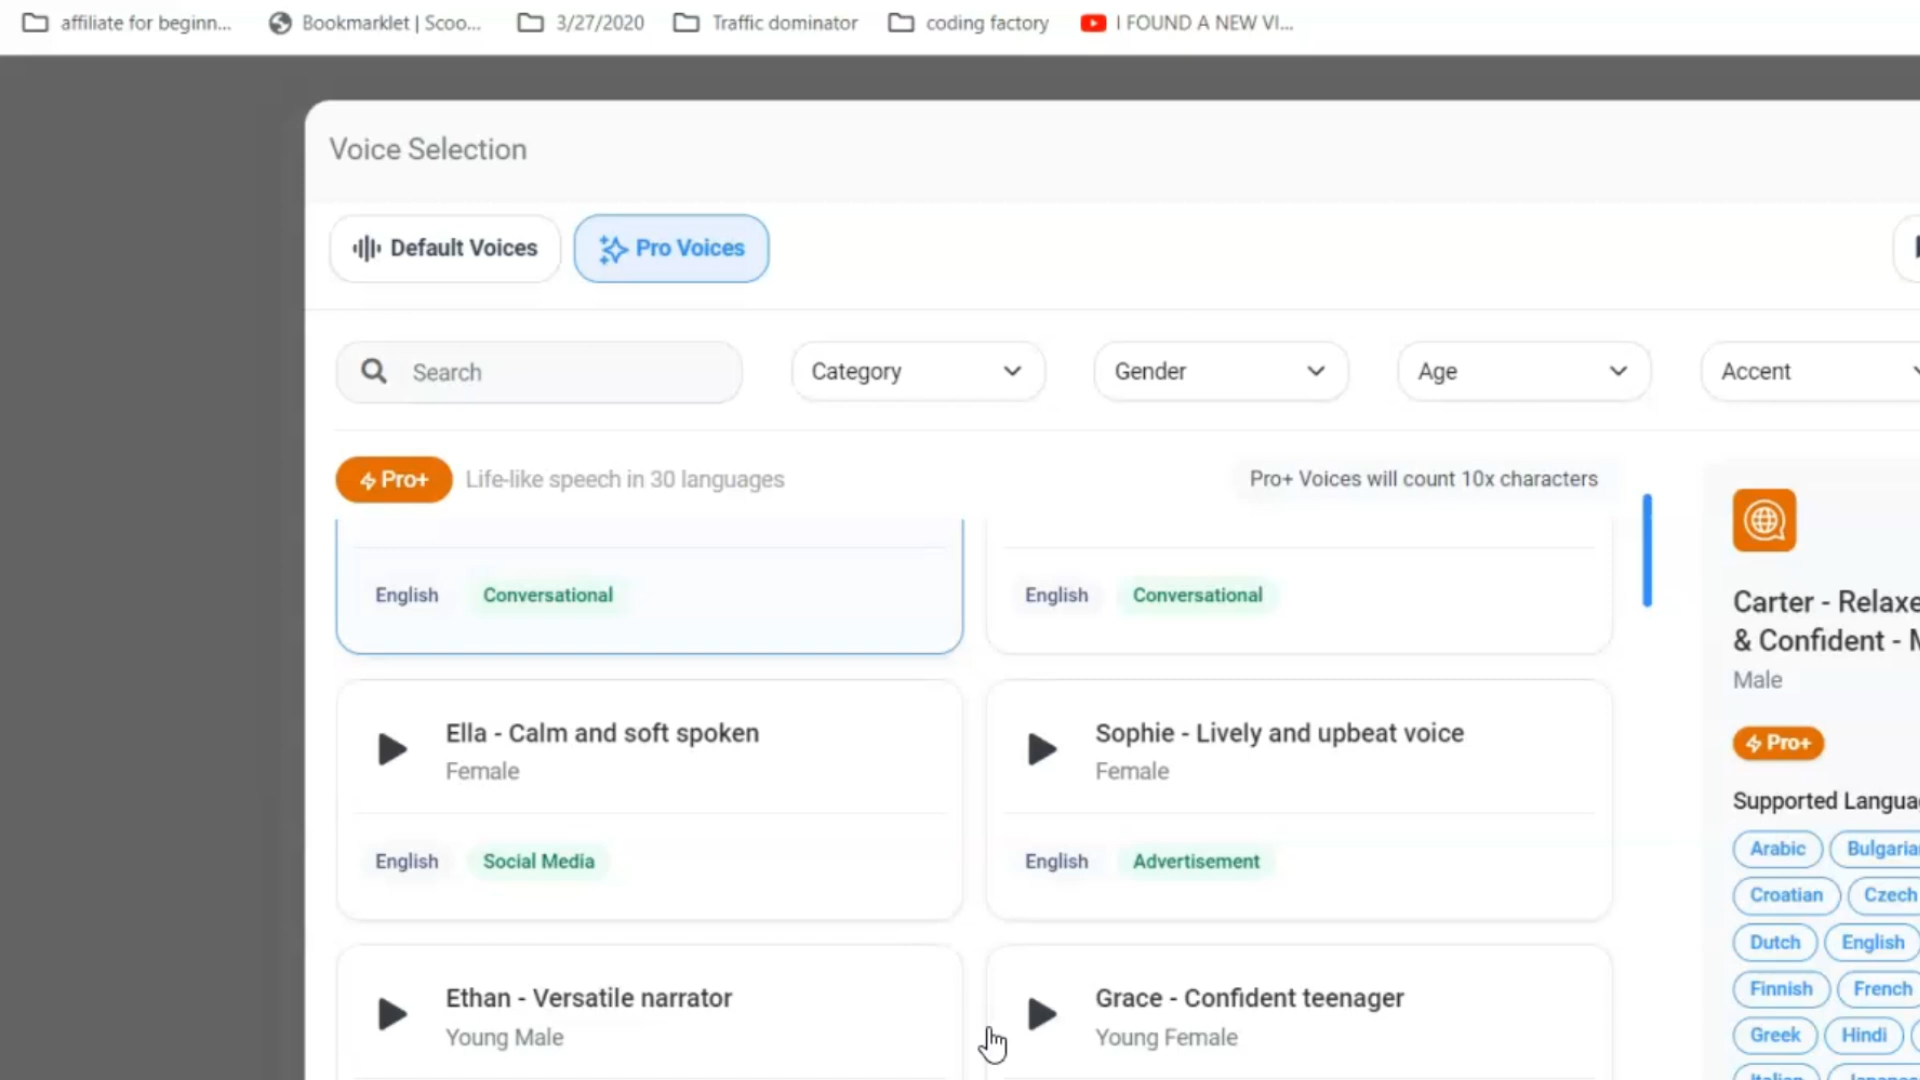 affiliate for beginn... Bookmarklet | Scoo... 3/27/2020 Traffic dominator coding factory I FOUND A NEW VI...
Voice Selection
Default Voices Pro Voices
Search Category Gender Age Accent
Pro+ Life-like speech in 30 languages Pro+ Voices will count 10x characters
English Conversational English Conversational
Ella - Calm and soft spoken
Female
English Social Media
Sophie - Lively and upbeat voice
Female
English Advertisement
Ethan - Versatile narrator
Young Male
Grace - Confident teenager
Young Female
Carter - Relaxe
& Confident - M
Male
Pro+
Supported Langua
Arabic Bulgaria
Croatian Czech
Dutch English
Finnish French
Greek Hindi